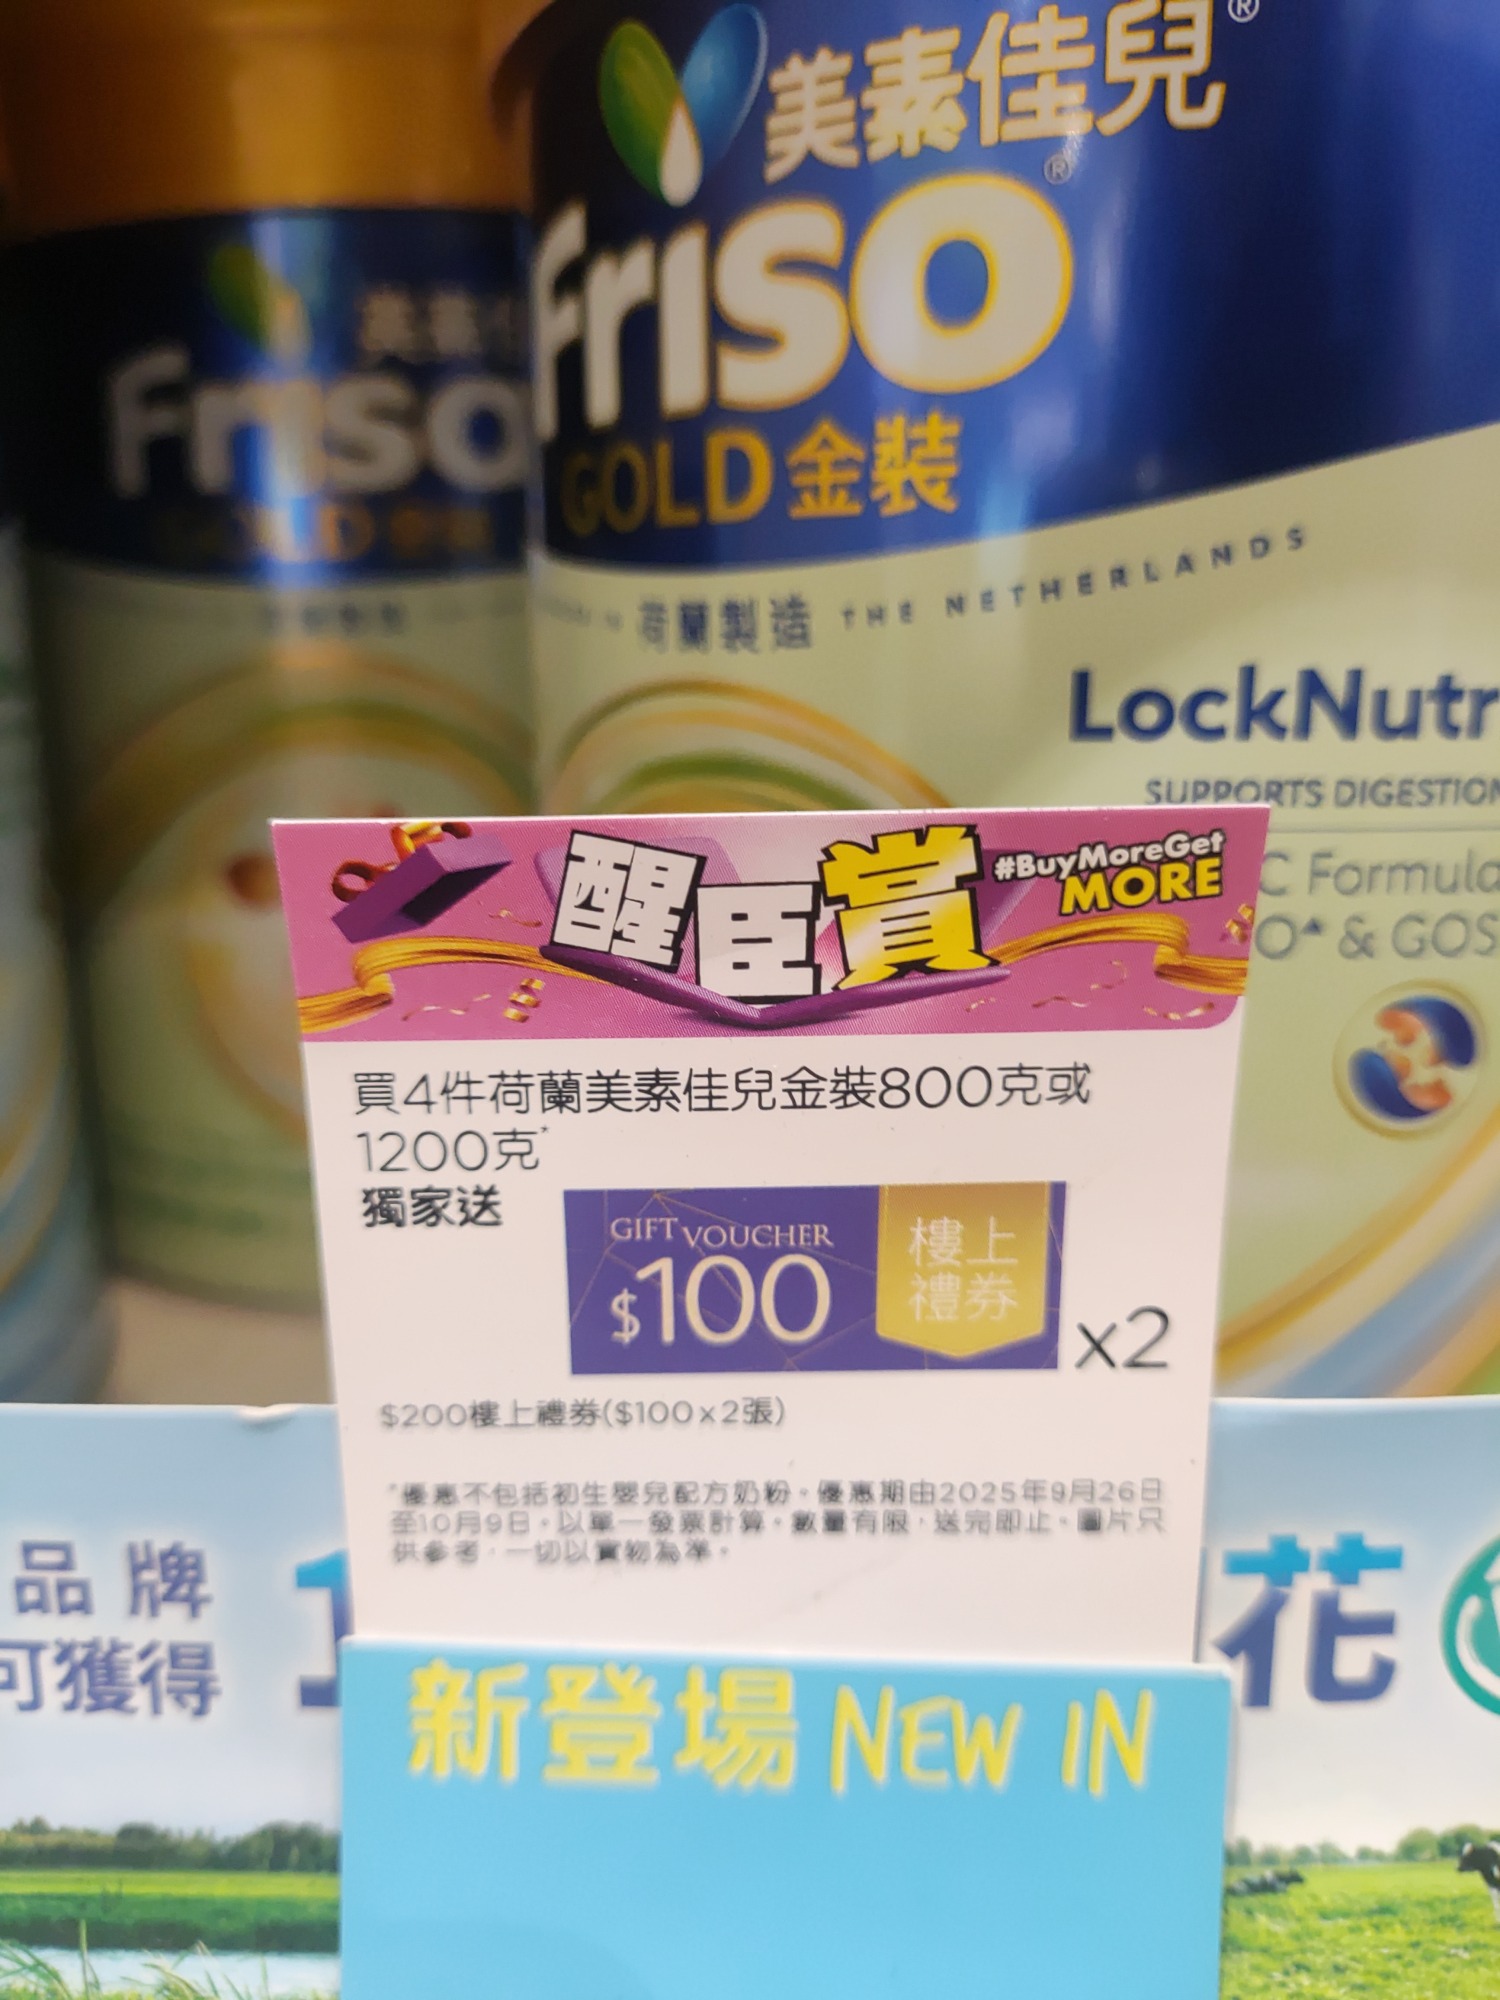 美素佳兒®
Friso®
GOLD金裝
荷蘭製造 THE NETHERLANDS
LockNutri
SUPPORTS DIGESTION
Friso
醒臣賞
#BuyMoreGet
MORE
C Formula
& GOS
買4件荷蘭美素佳兒金裝800克或
1200克*
獨家送
GIFT VOUCHER
$100
樓上
禮券
x2
$200樓上禮券($100x2張)
*優惠不包括初生嬰兒配方奶粉。優惠期由2025年9月26日
至10月9日。以單一發票計算。數量有限，送完即止。圖片只
供參考，一切以實物為準。
品牌
可獲得
花
新登場 NEW IN